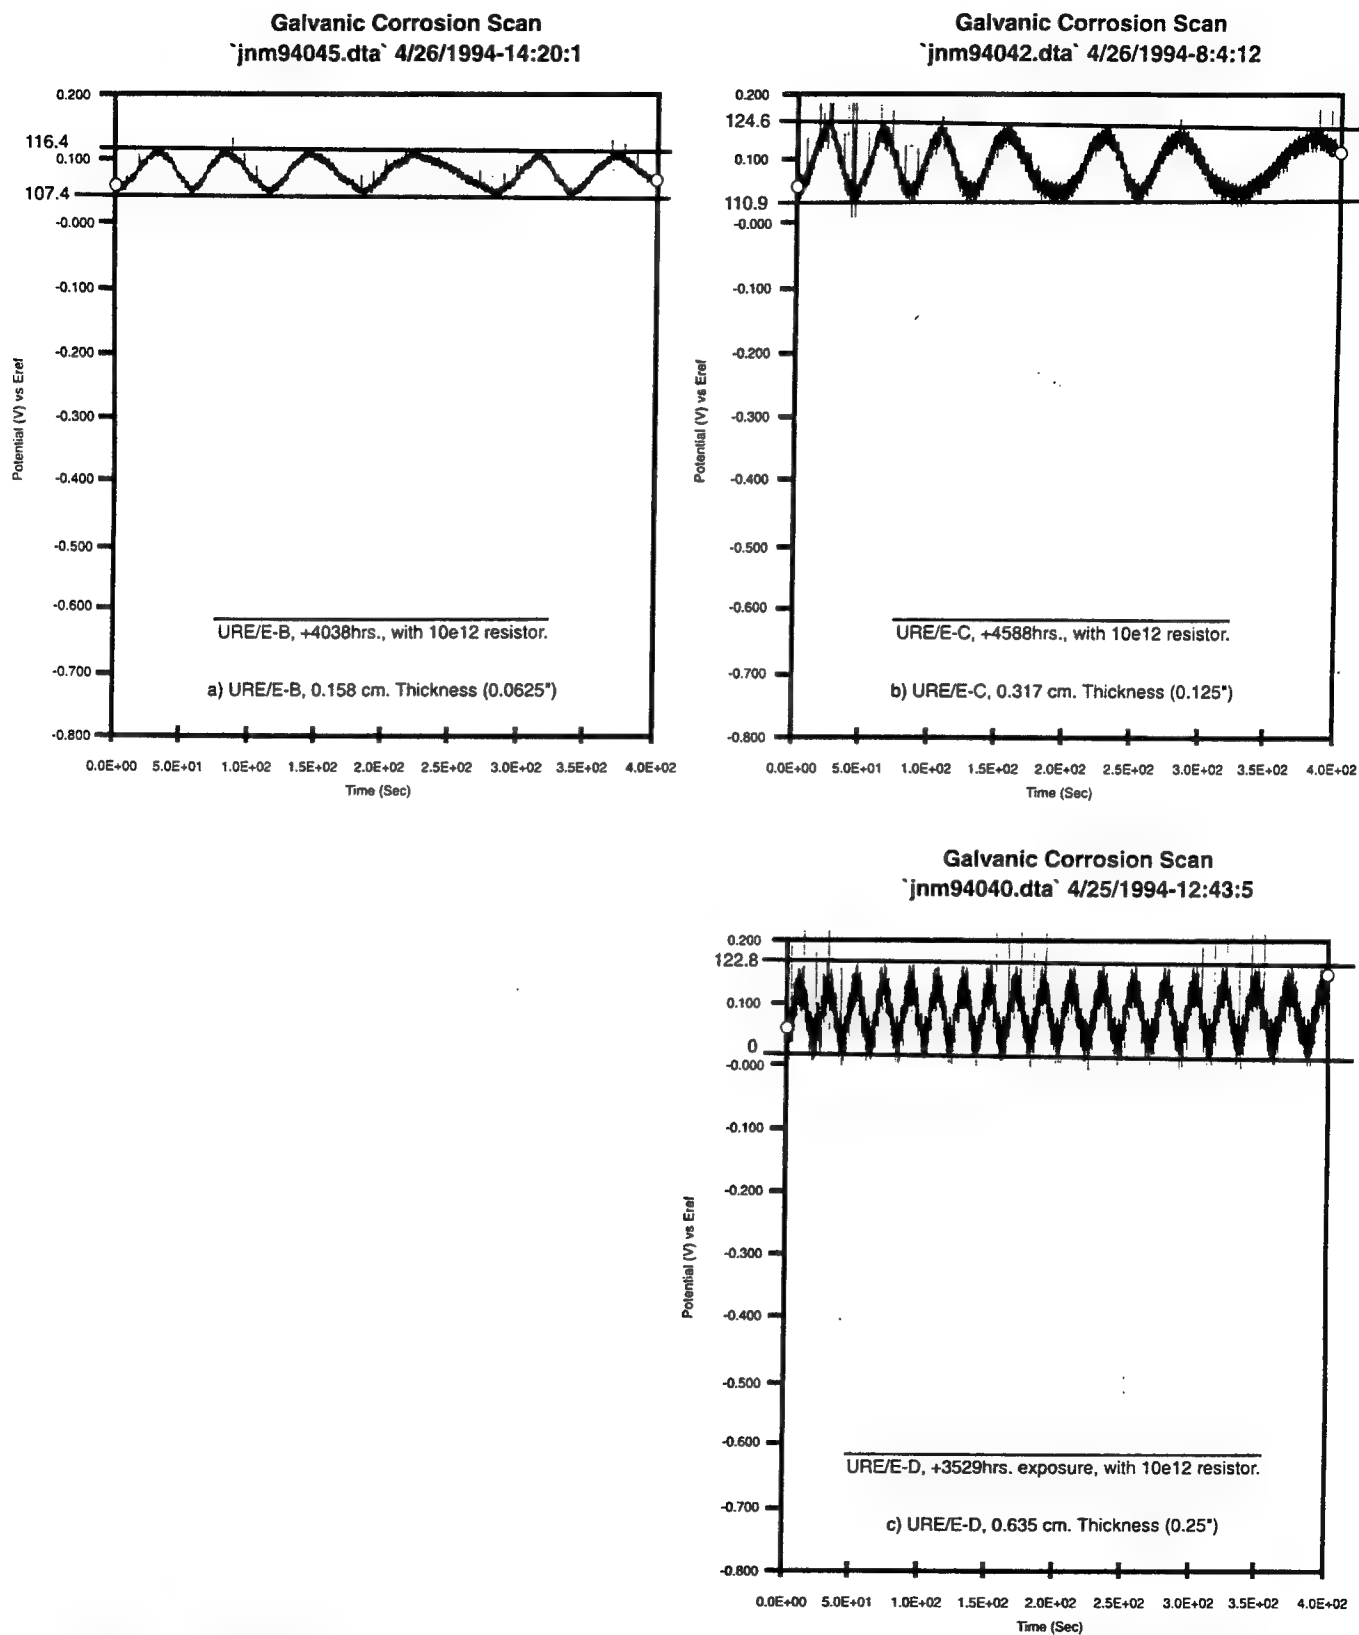 Galvanic Corrosion Scan
`jnm94045.dta` 4/26/1994-14:20:1
0.200
116.4
0.100
107.4
-0.000
-0.100
-0.200
-0.300
-0.400
-0.500
-0.600
-0.700
-0.800
Potential (V) vs Eref
URE/E-B, +4038hrs., with 10e12 resistor.
a) URE/E-B, 0.158 cm. Thickness (0.0625")
0.0E+00 5.0E+01 1.0E+02 1.5E+02 2.0E+02 2.5E+02 3.0E+02 3.5E+02 4.0E+02
Time (Sec)
Galvanic Corrosion Scan
`jnm94042.dta` 4/26/1994-8:4:12
0.200
124.6
0.100
110.9
-0.000
-0.100
-0.200
-0.300
-0.400
-0.500
-0.600
-0.700
-0.800
Potential (V) vs Eref
URE/E-C, +4588hrs., with 10e12 resistor.
b) URE/E-C, 0.317 cm. Thickness (0.125")
0.0E+00 5.0E+01 1.0E+02 1.5E+02 2.0E+02 2.5E+02 3.0E+02 3.5E+02 4.0E+02
Time (Sec)
Galvanic Corrosion Scan
`jnm94040.dta` 4/25/1994-12:43:5
0.200
122.8
0.100
0
-0.000
-0.100
-0.200
-0.300
-0.400
-0.500
-0.600
-0.700
-0.800
Potential (V) vs Eref
URE/E-D, +3529hrs. exposure, with 10e12 resistor.
c) URE/E-D, 0.635 cm. Thickness (0.25")
0.0E+00 5.0E+01 1.0E+02 1.5E+02 2.0E+02 2.5E+02 3.0E+02 3.5E+02 4.0E+02
Time (Sec)